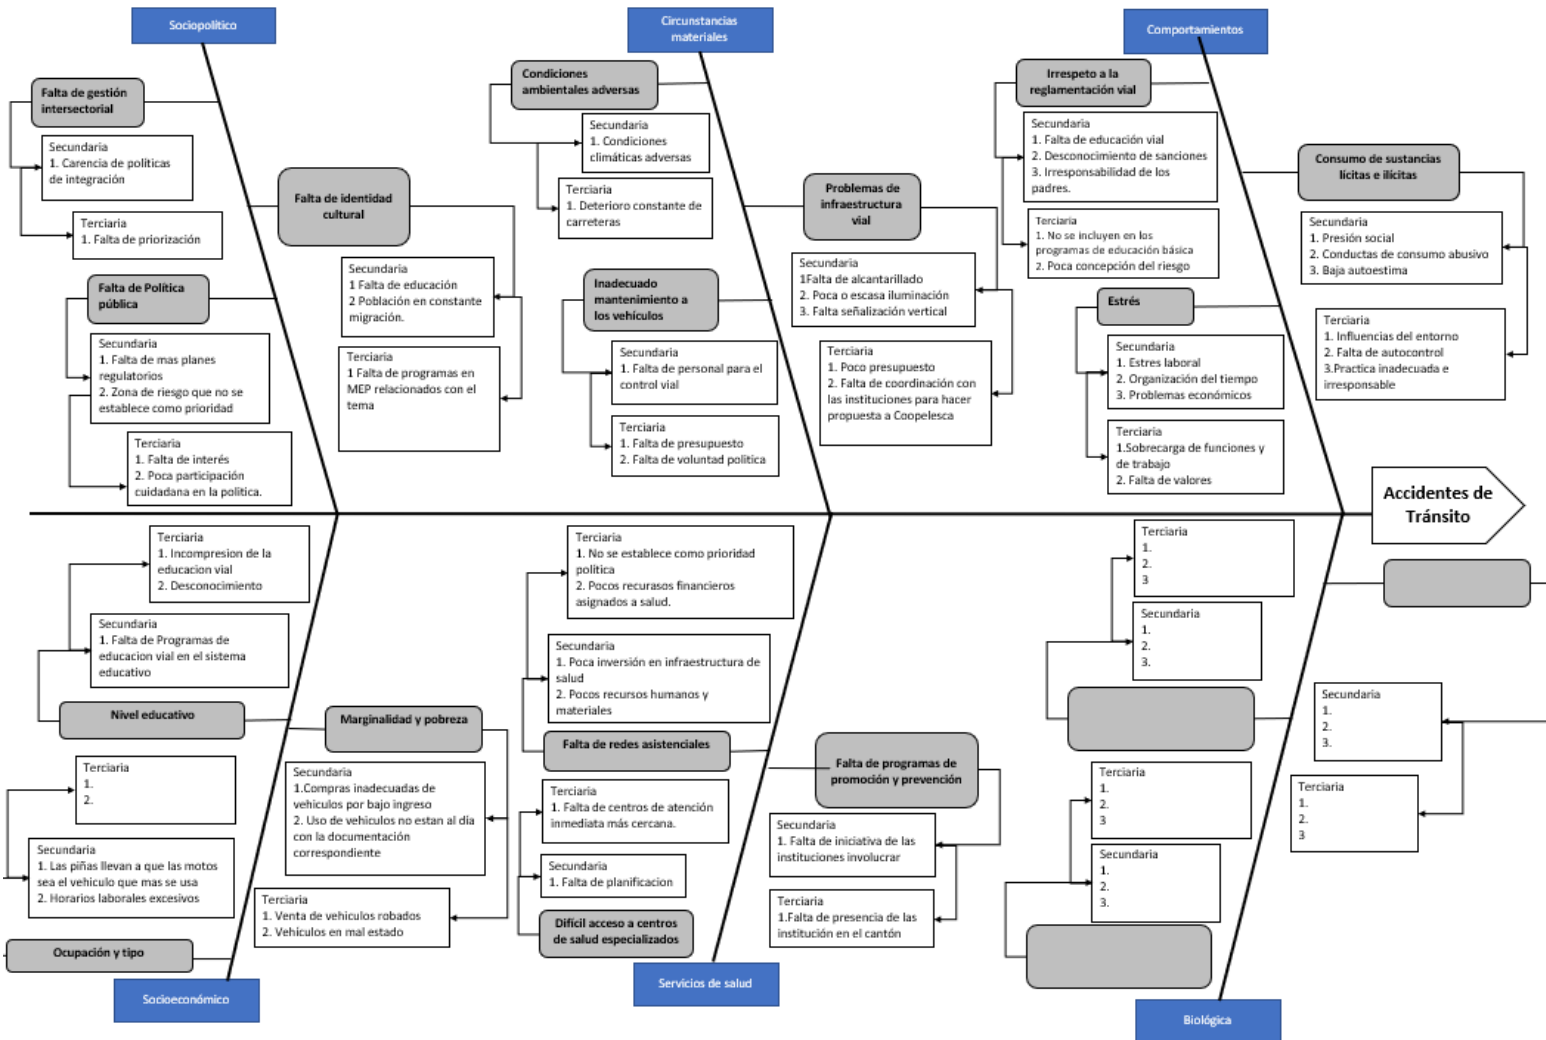 Sociopolítico
Falta de gestión
intersectorial
Secundaria
1. Carencia de políticas
de integración
Terciaria
1. Falta de priorización
Falta de identidad
cultural
Secundaria
1 Falta de educación
2 Población en constante
migración.
Terciaria
1 Falta de programas en
MEP relacionados con el
tema
Falta de Política
pública
Secundaria
1. Falta de mas planes
regulatorios
2. Zona de riesgo que no se
establece como prioridad
Terciaria
1. Falta de interés
2. Poca participación
cuidadana en la politica.
Circunstancias
materiales
Condiciones
ambientales adversas
Secundaria
1. Condiciones
climáticas adversas
Terciaria
1. Deterioro constante de
carreteras
Problemas de
infraestructura
vial
Secundaria
1Falta de alcantarillado
2. Poca o escasa iluminación
3. Falta señalización vertical
Terciaria
1. Poco presupuesto
2. Falta de coordinación con
las instituciones para hacer
propuesta a Coopelesca
Inadecuado
mantenimiento a
los vehículos
Secundaria
1. Falta de personal para el
control vial
Terciaria
1. Falta de presupuesto
2. Falta de voluntad politica
Comportamientos
Irrespeto a la
reglamentación vial
Secundaria
1. Falta de educación vial
2. Desconocimiento de sanciones
3. Irresponsabilidad de los
padres.
Terciaria
1. No se incluyen en los
programas de educación básica
2. Poca concepción del riesgo
Consumo de sustancias
lícitas e ilícitas
Secundaria
1. Presión social
2. Conductas de consumo abusivo
3. Baja autoestima
Terciaria
1. Influencias del entorno
2. Falta de autocontrol
3.Practica inadecuada e
irresponsable
Estrés
Secundaria
1. Estres laboral
2. Organización del tiempo
3. Problemas económicos
Terciaria
1.Sobrecarga de funciones y
de trabajo
2. Falta de valores
Accidentes de
Tránsito
Terciaria
1. Incompresion de la
educacion vial
2. Desconocimiento
Secundaria
1. Falta de Programas de
educacion vial en el sistema
educativo
Nivel educativo
Marginalidad y pobreza
Secundaria
1.Compras inadecuadas de
vehiculos por bajo ingreso
2. Uso de vehiculos no estan al día
con la documentación
correspondiente
Terciaria
1. Venta de vehiculos robados
2. Vehiculos en mal estado
Terciaria
1.
2.
Secundaria
1. Las piñas llevan a que las motos
sea el vehiculo que mas se usa
2. Horarios laborales excesivos
Ocupación y tipo
Socioeconómico
Terciaria
1. No se establece como prioridad
política
2. Pocos recurasos financieros
asignados a salud.
Secundaria
1. Poca inversión en infraestructura de
salud
2. Pocos recursos humanos y
materiales
Falta de redes asistenciales
Terciaria
1. Falta de centros de atención
inmediata más cercana.
Secundaria
1. Falta de planificacion
Difícil acceso a centros
de salud especializados
Falta de programas de
promoción y prevención
Secundaria
1. Falta de iniciativa de las
instituciones involucrar
Terciaria
1.Falta de presencia de las
institución en el cantón
Servicios de salud
Terciaria
1.
2.
3
Secundaria
1.
2.
3.
Secundaria
1.
2.
3.
Terciaria
1.
2.
3
Terciaria
1.
2.
3
Secundaria
1.
2.
3.
Biológica